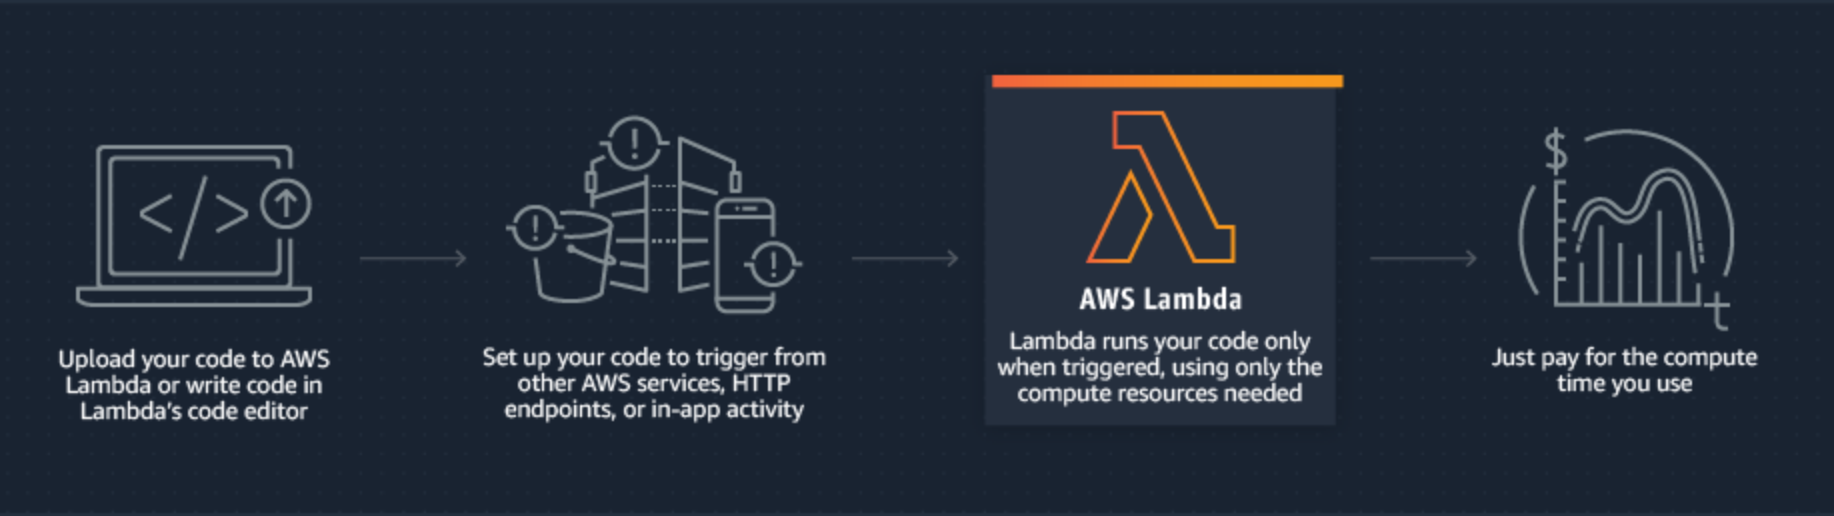 </>
Upload your code to AWS
Lambda or write code in
Lambda's code editor
!
!
!
Set up your code to trigger from
other AWS services, HTTP
endpoints, or in-app activity
AWS Lambda
Lambda runs your code only
when triggered, using only the
compute resources needed
$
t
Just pay for the compute
time you use